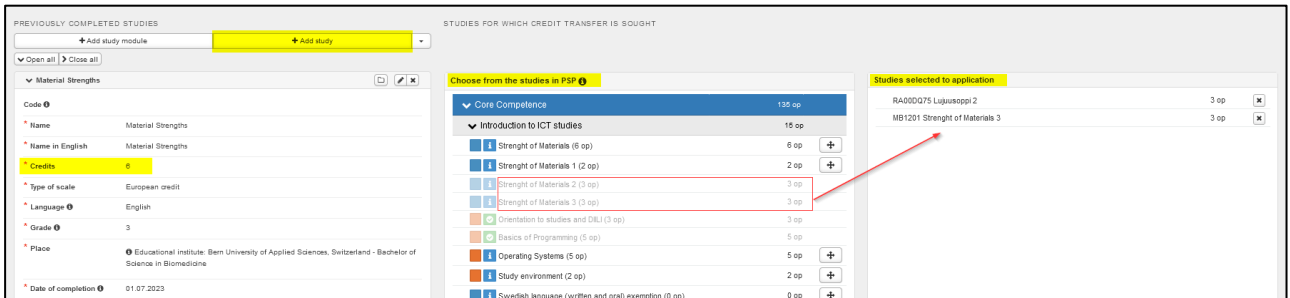 PREVIOUSLY COMPLETED STUDIES
STUDIES FOR WHICH CREDIT TRANSFER IS SOUGHT
Add study module
Add study
Open all
Close all
Material Strengths
Code
* Name Material Strengths
* Name in English Material Strengths
* Credits 6
* Type of scale European credit
* Language English
* Grade 3
* Place Educational institute: Bern University of Applied Sciences, Switzerland - Bachelor of
Science in Biomedicine
* Date of completion 01.07.2023
Choose from the studies in PSP
Core Competence 135 op
Introduction to ICT studies 15 op
Strenght of Materials (6 op) 6 op
Strenght of Materials 1 (2 op) 2 op
Strenght of Materials 2 (3 op) 3 op
Strenght of Materials 3 (3 op) 3 op
Orientation to studies and DILI (3 op) 3 op
Basics of Programming (5 op) 5 op
Operating Systems (5 op) 5 op
Study environment (2 op) 2 op
Swedish language (written and oral) exemption (0 op) 0 op
Studies selected to application
RA00DQ75 Lujuusoppi 2 3 op
MB1201 Strenght of Materials 3 3 op